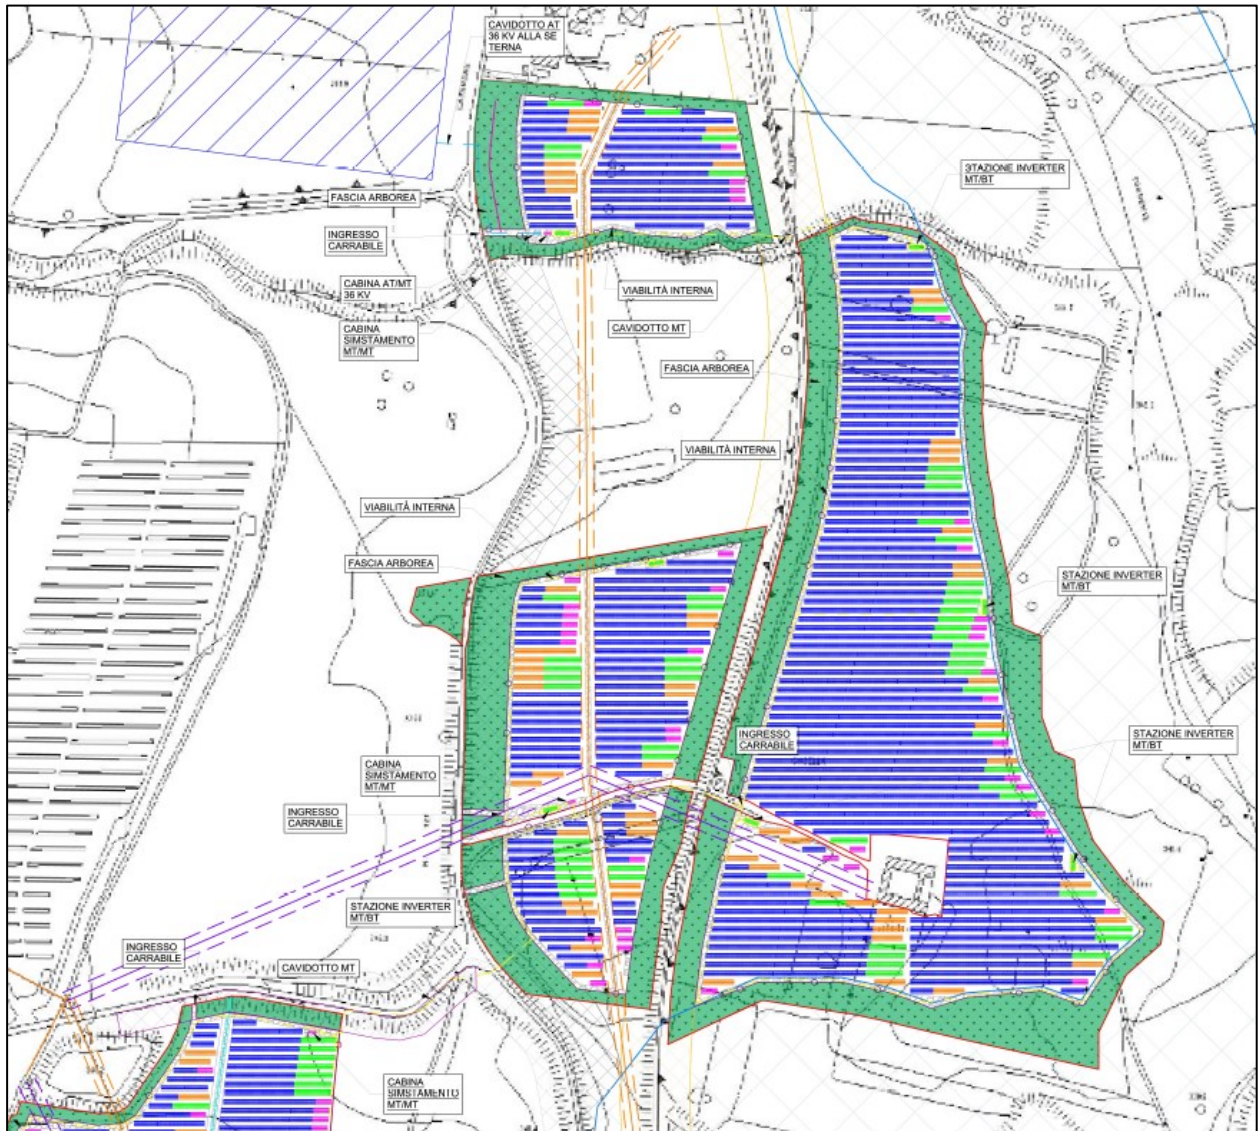 CAVIDOTTO AT
36 KV ALLA SE
TERNA
STAZIONE INVERTER
MT/BT
FASCIA ARBOREA
INGRESSO
CARRABILE
CABINA AT/MT
36 KV
VIABILITÀ INTERNA
CABINA
SIMSTAMENTO
MT/MT
CAVIDOTTO MT
FASCIA ARBOREA
VIABILITÀ INTERNA
VIABILITÀ INTERNA
FASCIA ARBOREA
STAZIONE INVERTER
MT/BT
INGRESSO
CARRABILE
STAZIONE INVERTER
MT/BT
CABINA
SIMSTAMENTO
MT/MT
INGRESSO
CARRABILE
STAZIONE INVERTER
MT/BT
INGRESSO
CARRABILE
CAVIDOTTO MT
CABINA
SIMSTAMENTO
MT/MT